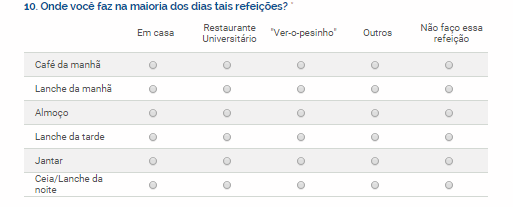 10. Onde você faz na maioria dos dias tais refeições? *
Em casa
Restaurante
Universitário
"Ver-o-pesinho"
Outros
Não faço essa
refeição
Café da manhã
Lanche da manhã
Almoço
Lanche da tarde
Jantar
Ceia/Lanche da
noite